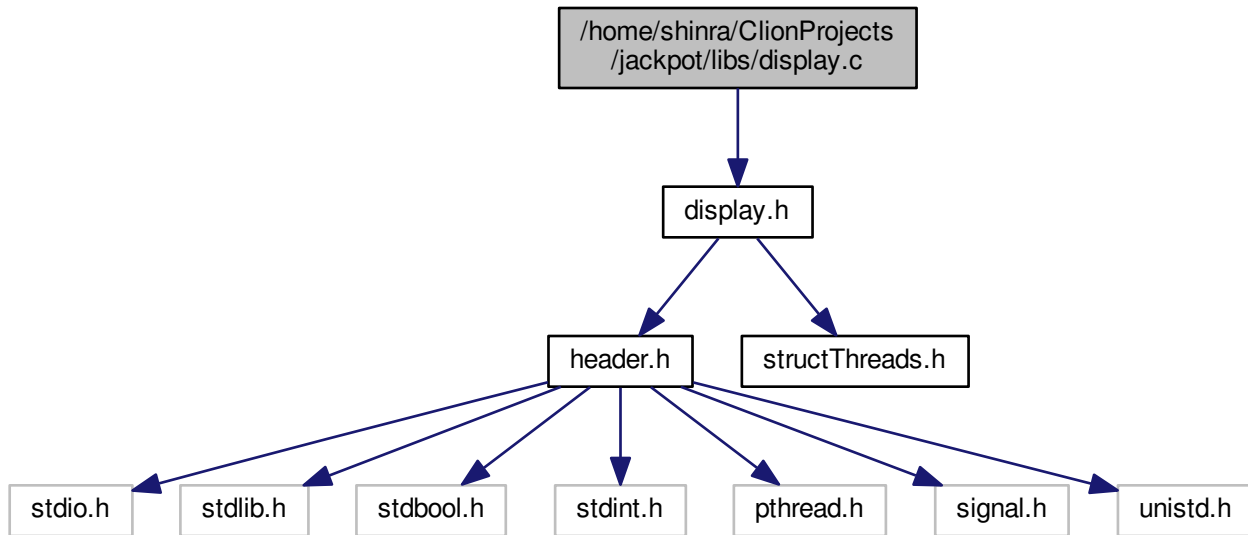 /home/shinra/ClionProjects
/jackpot/libs/display.c
display.h
header.h
structThreads.h
stdio.h
stdlib.h
stdbool.h
stdint.h
pthread.h
signal.h
unistd.h